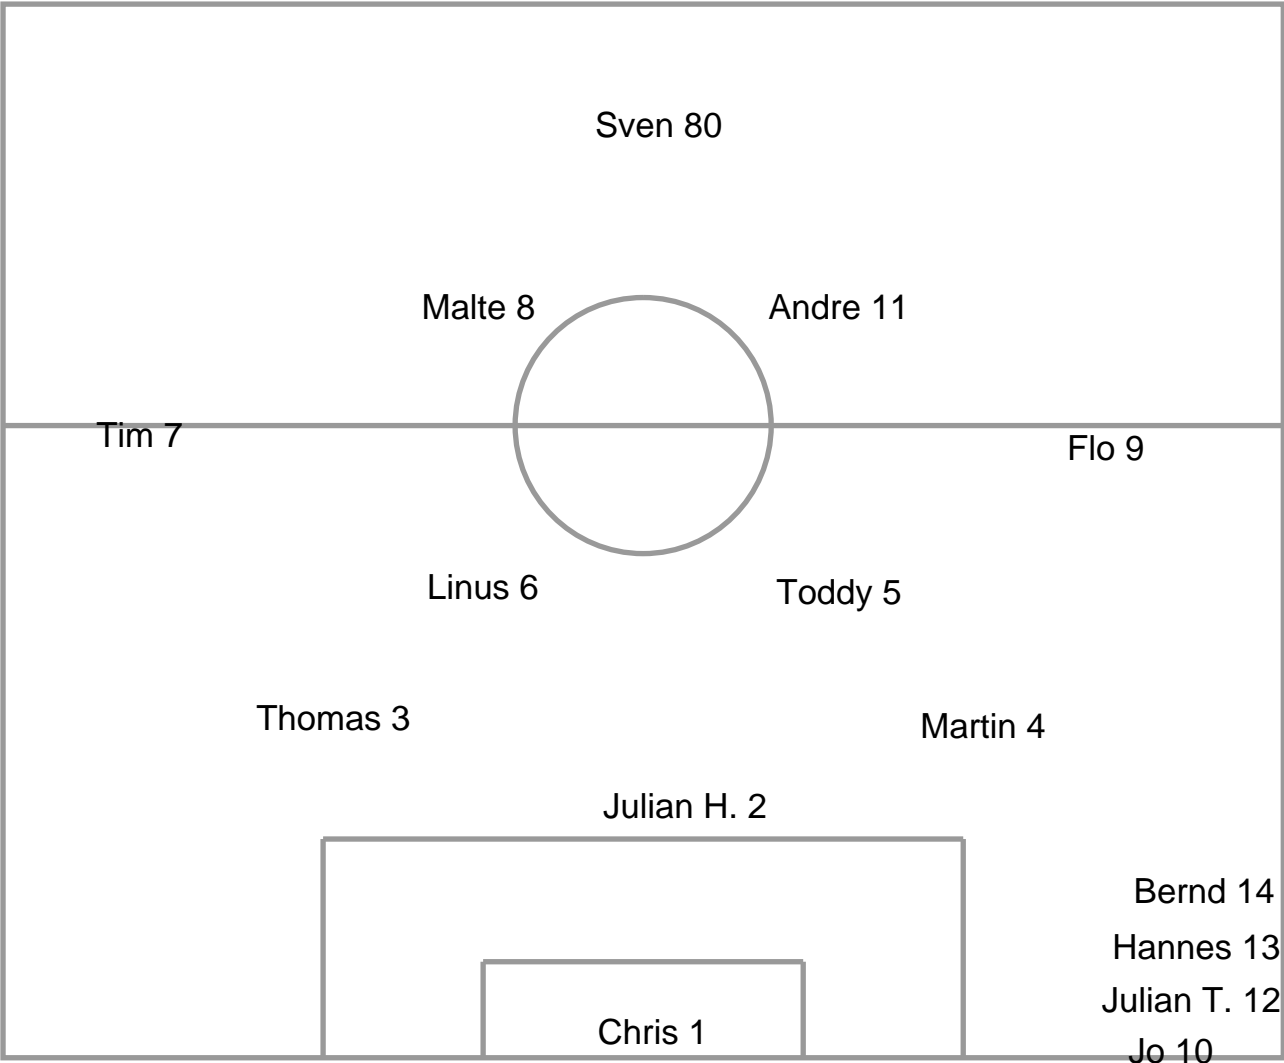 Sven 80
Malte 8
Andre 11
Tim 7
Flo 9
Linus 6
Toddy 5
Thomas 3
Martin 4
Julian H. 2
Bernd 14
Hannes 13
Julian T. 12
Chris 1
Jo 10